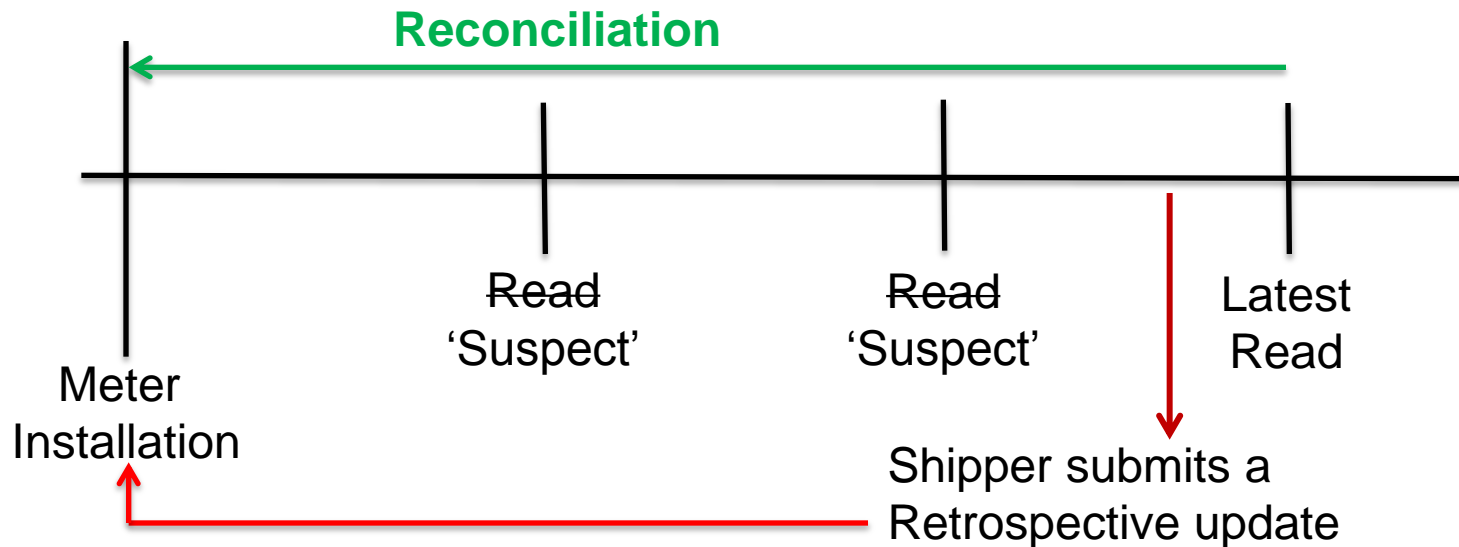 Reconciliation
Read
‘Suspect’
Read
‘Suspect’
Latest
Read
Meter
Installation
Shipper submits a
Retrospective update